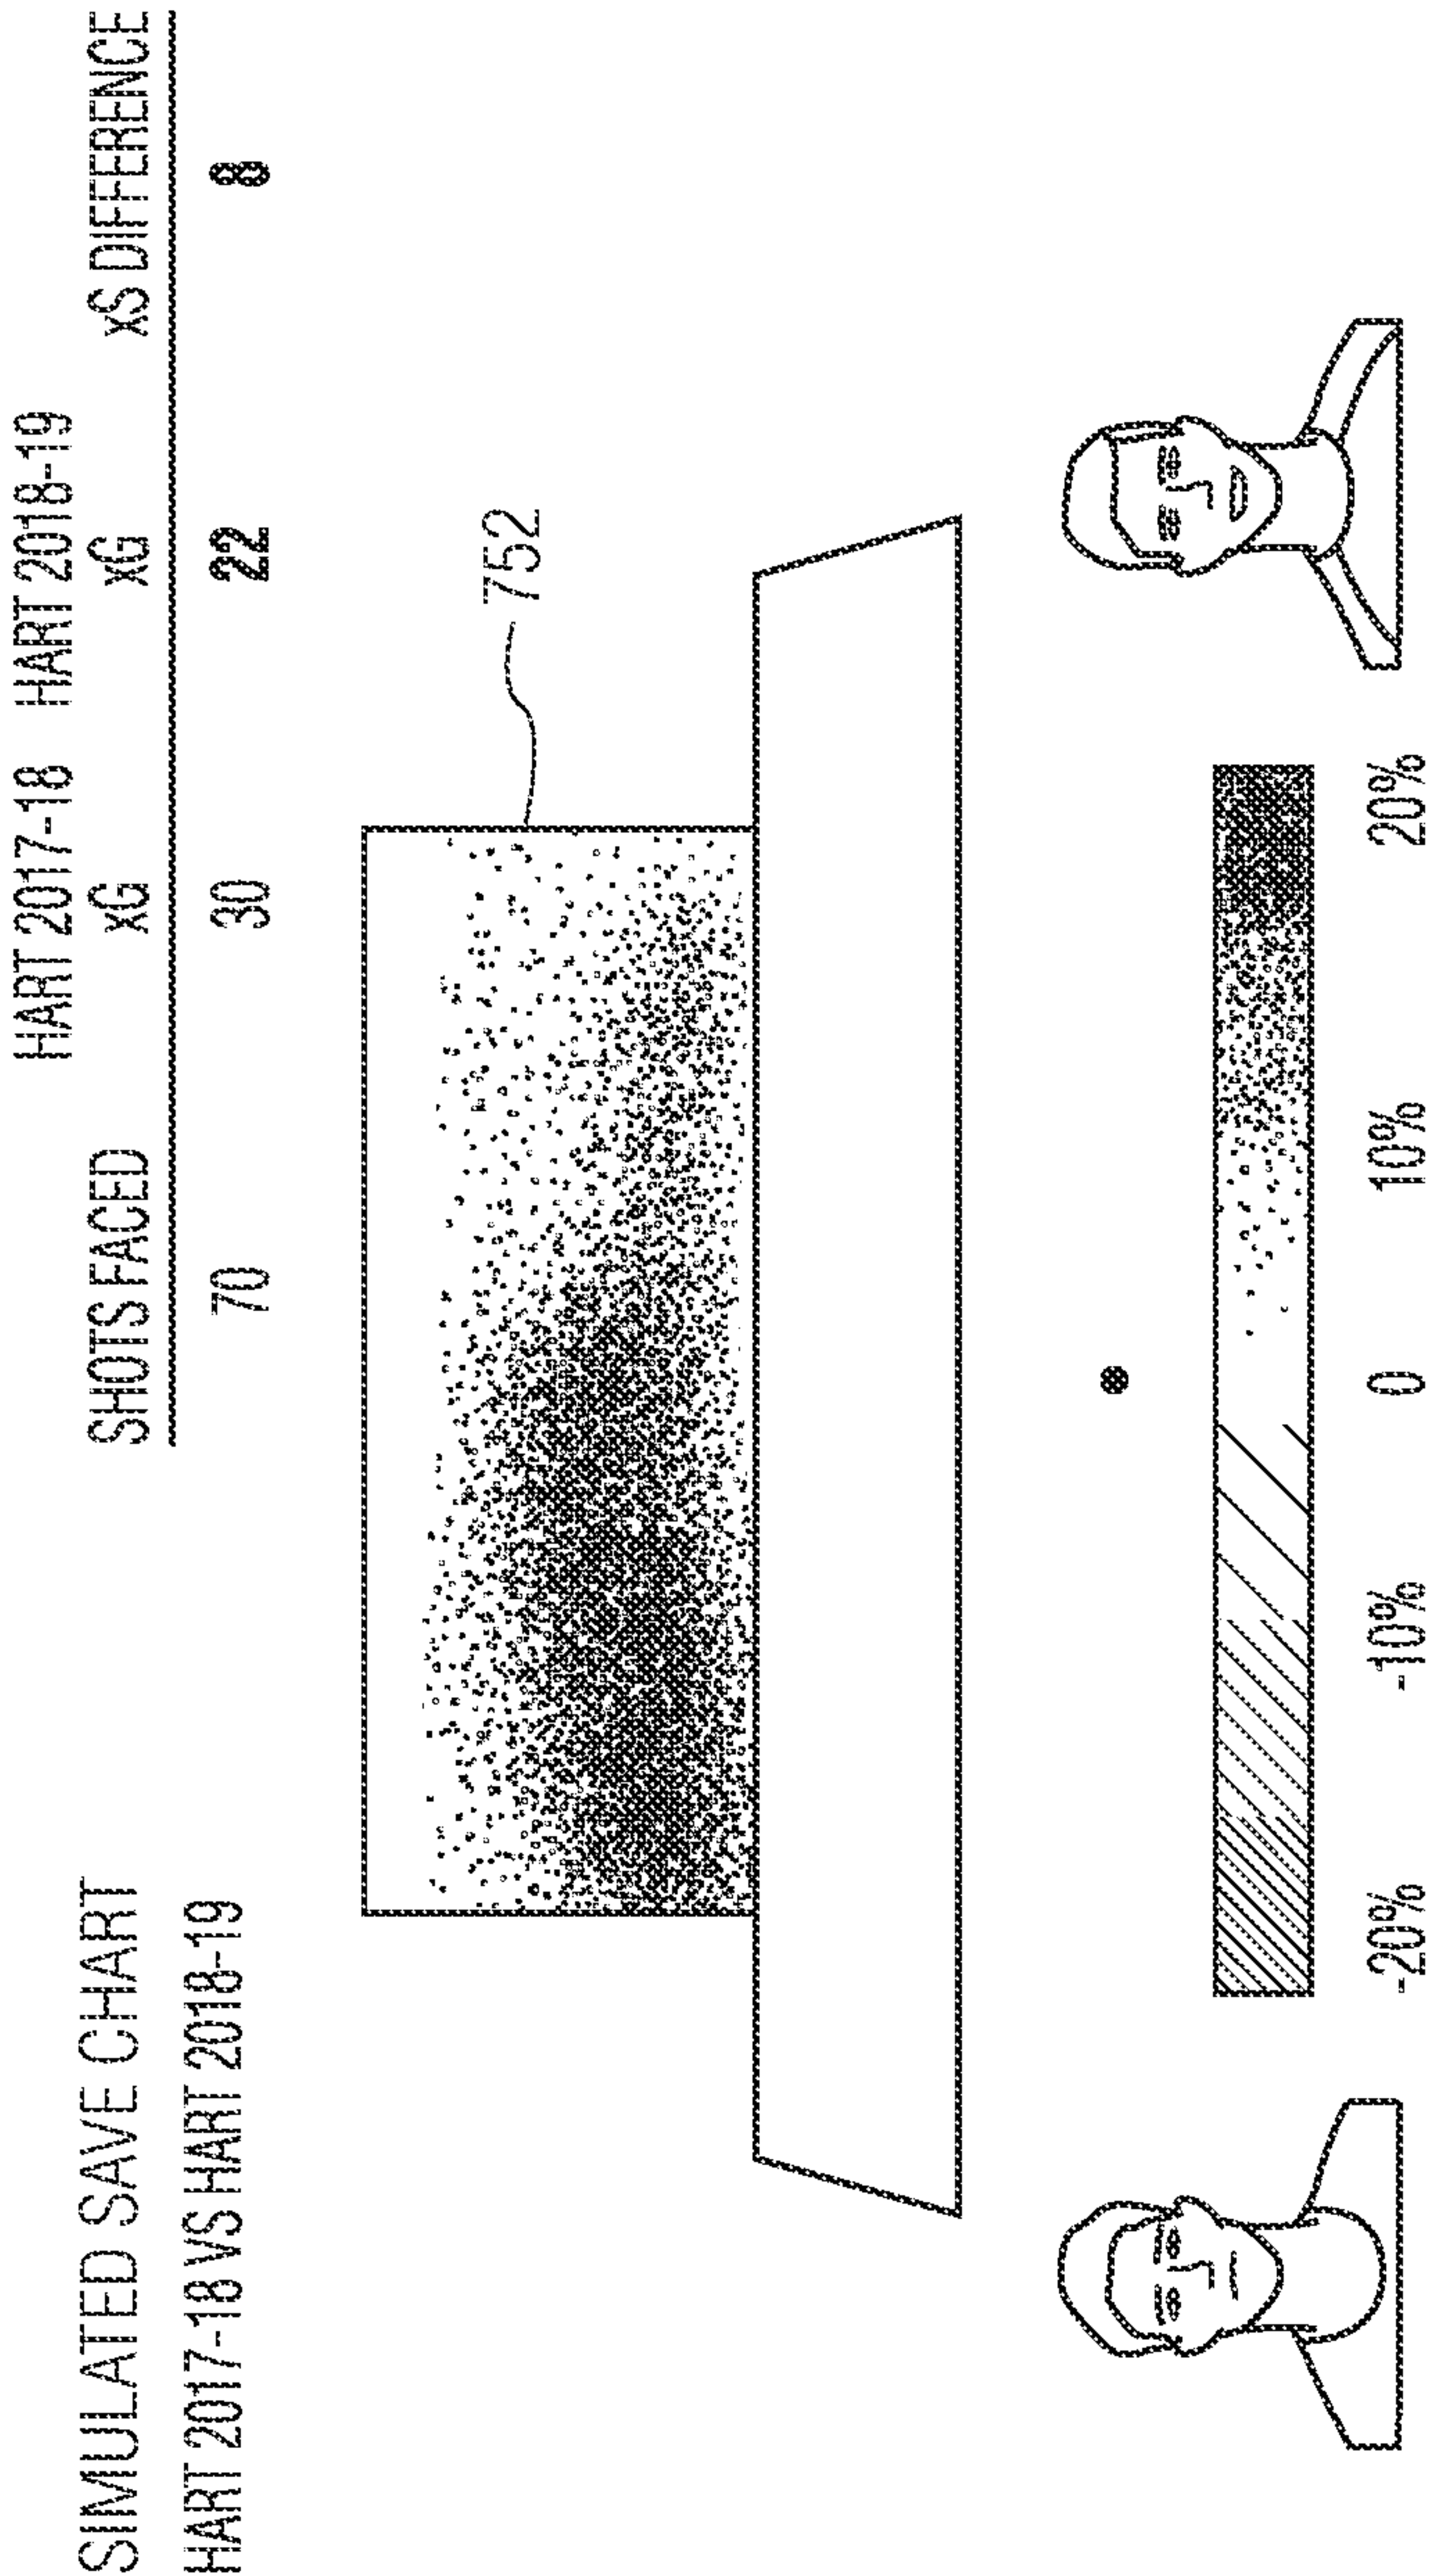 SIMULATED SAVE CHART
HART 2017-18 VS HART 2018-19
HART 2017-18 HART 2018-19
SHOTS FACED xG xG xS DIFFERENCE
70 30 22 8
752
-20% -10% 0 10% 20%